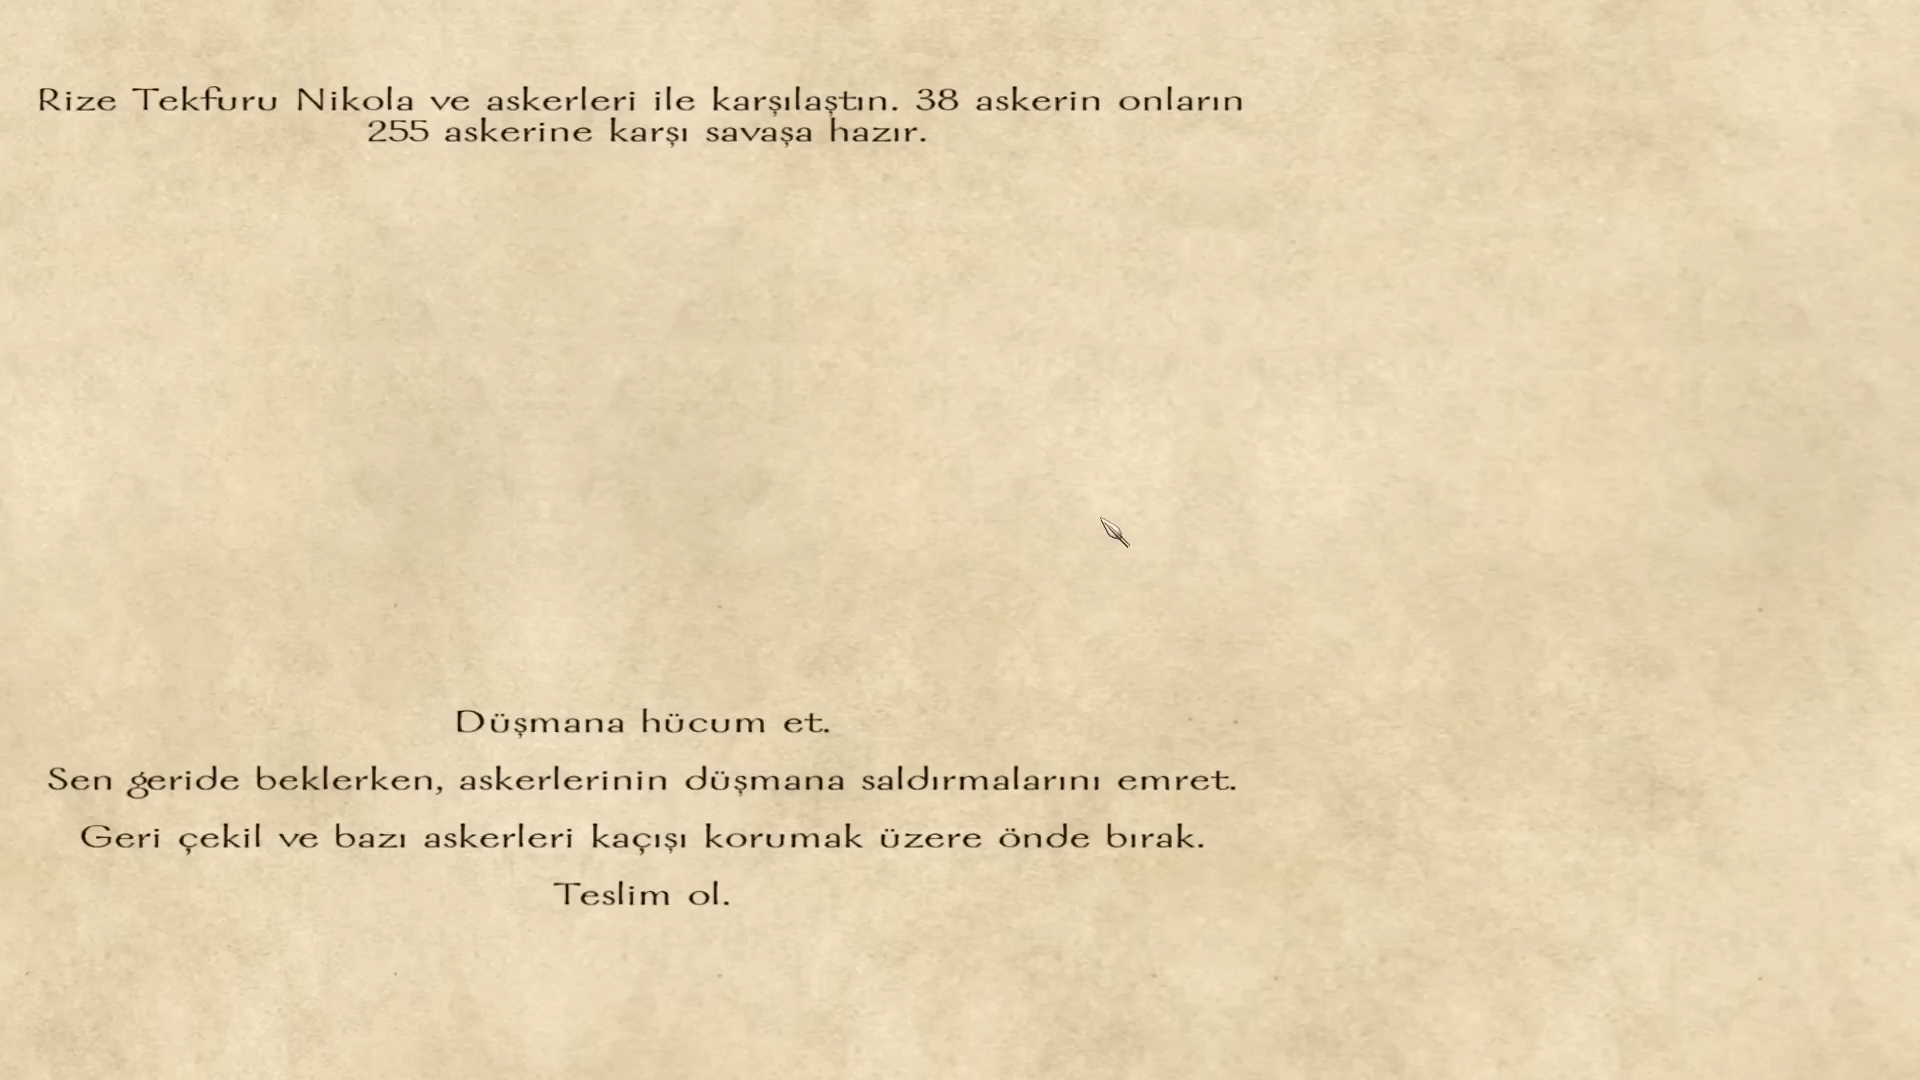 Rize Tekfuru Nikola ve askerleri ile karşılaştın. 38 askerin onların
255 askerine karşı savaşa hazır.
Düşmana hücum et.
Sen geride beklerken, askerlerinin düşmana saldırmalarını emret.
Geri çekil ve bazı askerleri kaçışı korumak üzere önde bırak.
Teslim ol.